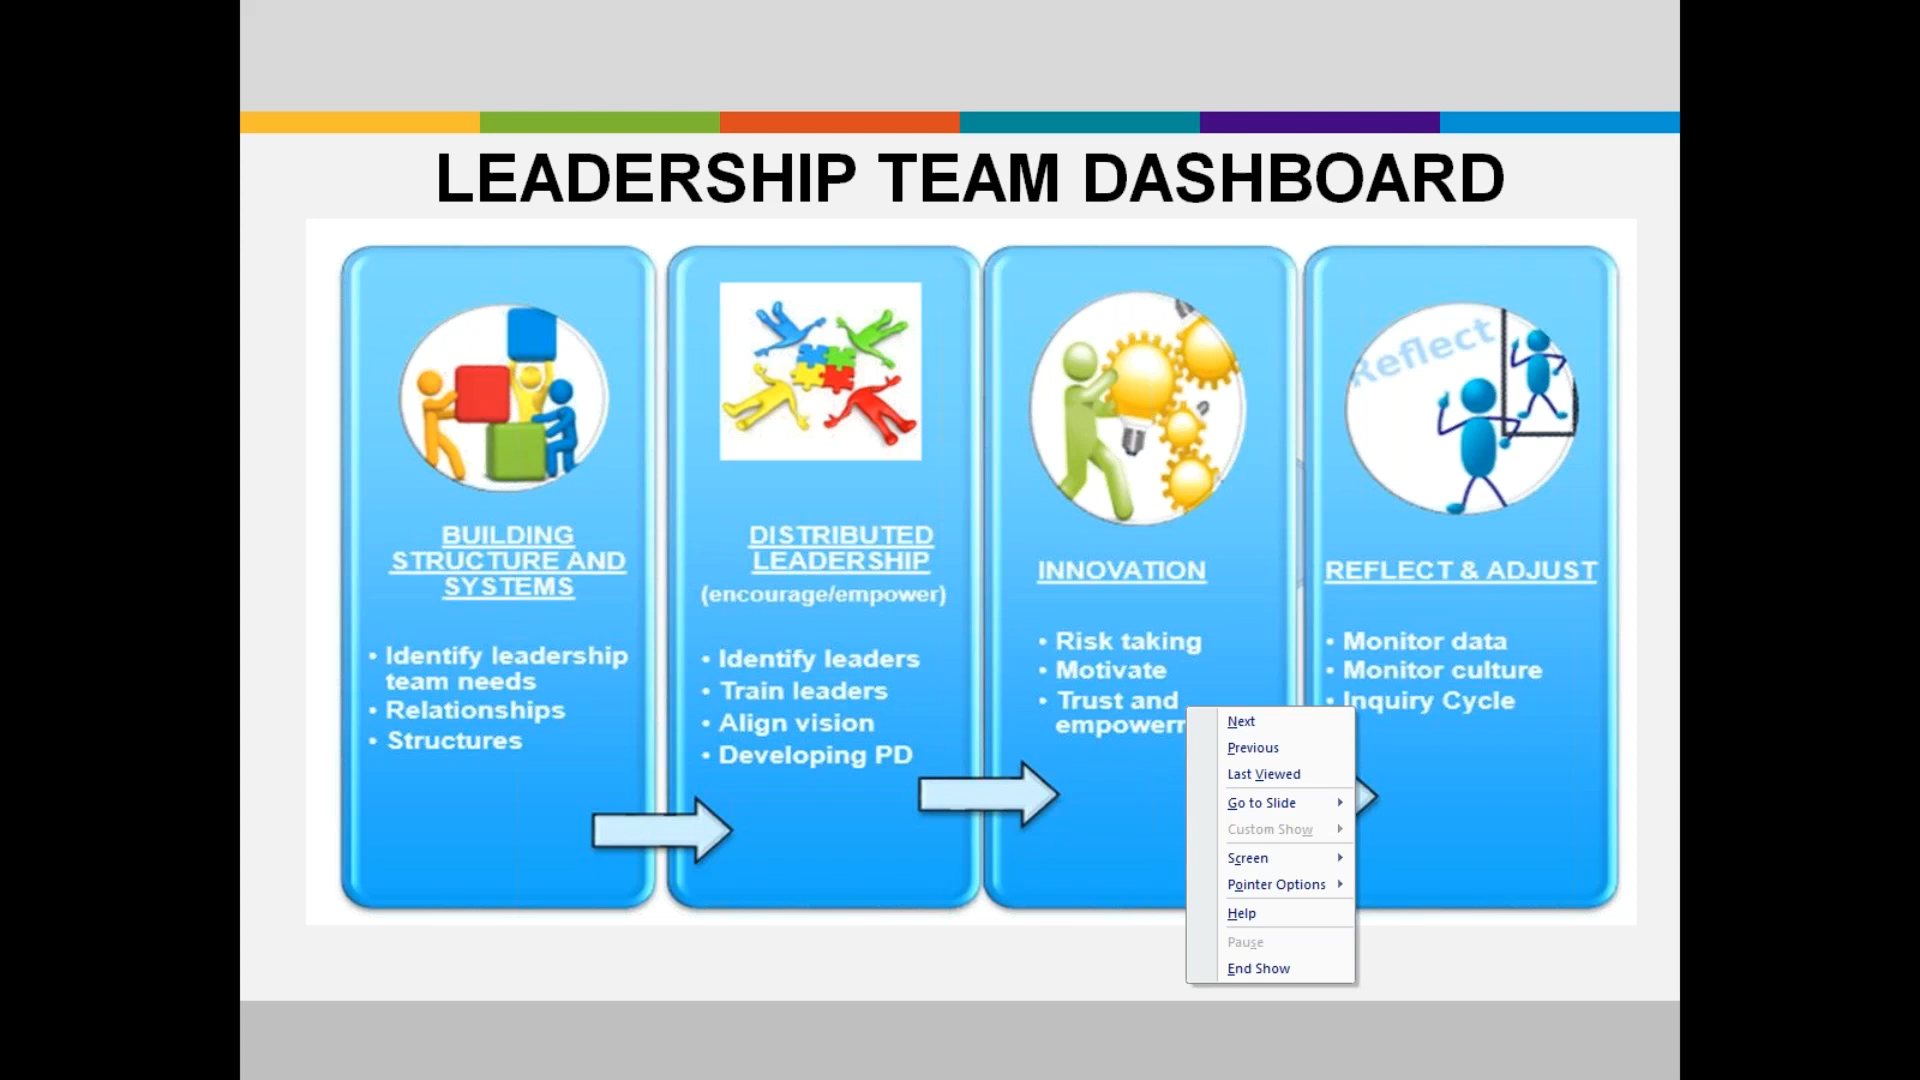 LEADERSHIP TEAM DASHBOARD
BUILDING
STRUCTURE AND
SYSTEMS
• Identify leadership
team needs
• Relationships
• Structures
DISTRIBUTED
LEADERSHIP
(encourage/empower)
• Identify leaders
• Train leaders
• Align vision
• Developing PD
INNOVATION
• Risk taking
• Motivate
• Trust and
Reflect
REFLECT & ADJUST
• Monitor data
• Monitor culture
• Inquiry Cycle
Next
Previous
Last Viewed
Go to Slide
Custom Show
Screen
Pointer Options
Help
Pause
End Show